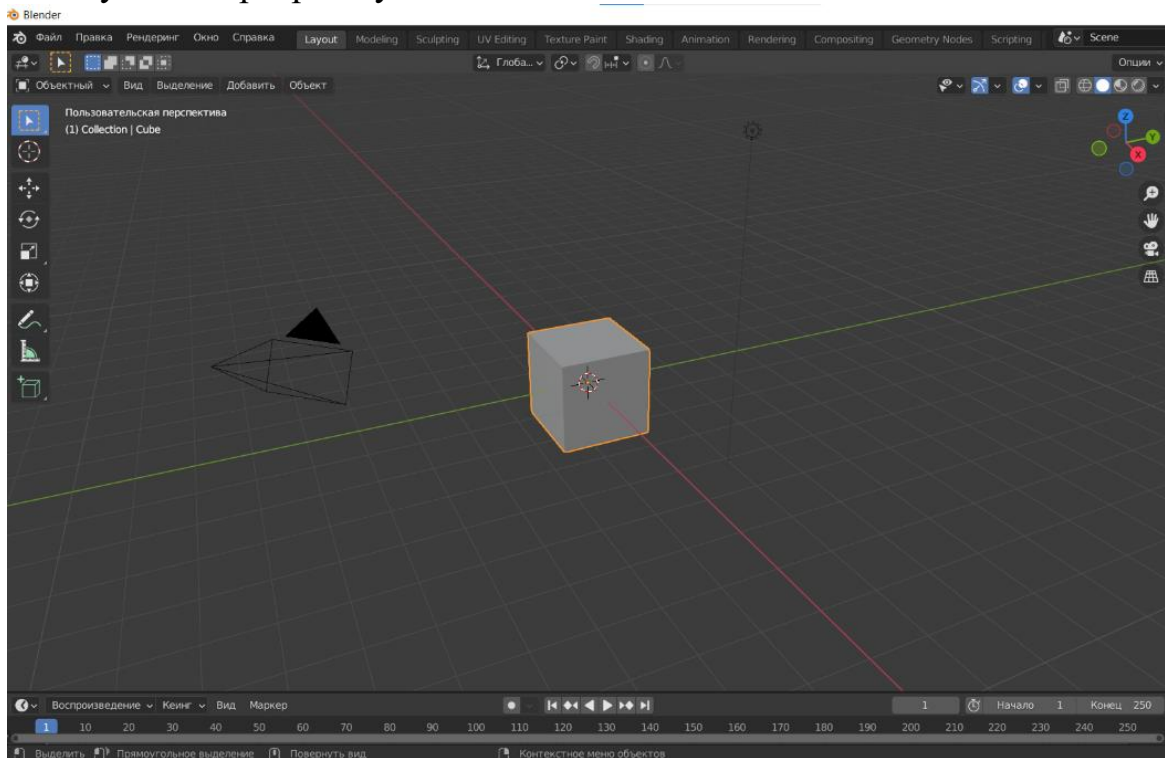 Blender
Файл Правка Рендеринг Окно Справка Layout Modeling Sculpting UV Editing Texture Paint Shading Animation Rendering Compositing Geometry Nodes Scripting Scene
Глоба... Опции
Объектный Вид Выделение Добавить Объект
Пользовательская перспектива
(1) Collection | Cube
Z
Y
X
Воспроизведение Кеинг Вид Маркер 1 Начало 1 Конец 250
1 10 20 30 40 50 60 70 80 90 100 110 120 130 140 150 160 170 180 190 200 210 220 230 240 250
Выделить Прямоугольное выделение Повернуть вид Контекстное меню объектов